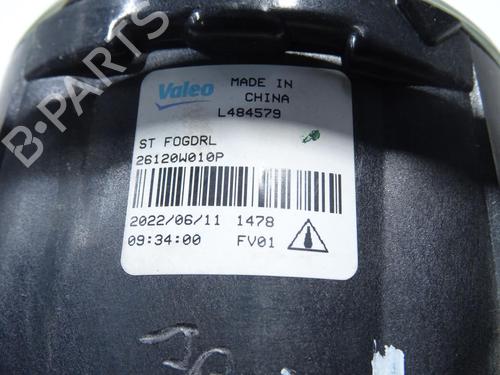 B-PARTS
Valeo
MADE IN
CHINA
L484579
ST FOGDRL
26120W010P
2022/06/11 1478
09:34:00 FV01